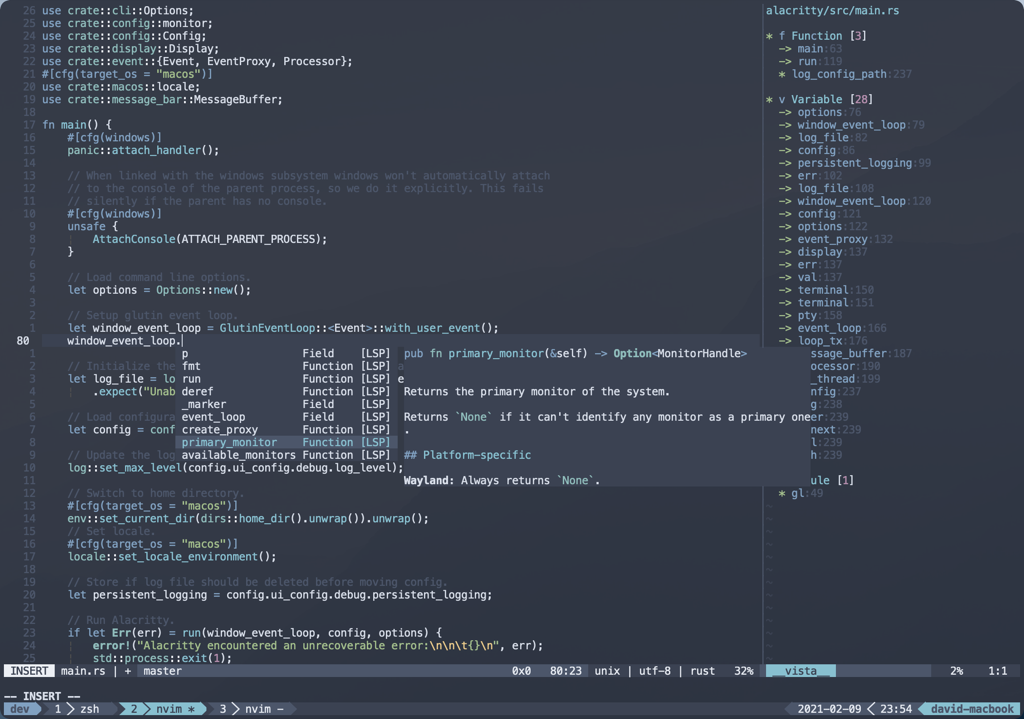 26 use crate::cli::Options;
25 use crate::config::monitor;
24 use crate::config::Config;
23 use crate::display::Display;
22 use crate::event::{Event, EventProxy, Processor};
21 #[cfg(target_os = "macos")]
20 use crate::macos::locale;
19 use crate::message_bar::MessageBuffer;
18
17 fn main() {
16     #[cfg(windows)]
15     panic::attach_handler();
14
13     // When linked with the windows subsystem windows won't automatically attach
12     // to the console of the parent process, so we do it explicitly. This fails
11     // silently if the parent has no console.
10     #[cfg(windows)]
9     unsafe {
8         AttachConsole(ATTACH_PARENT_PROCESS);
7     }
6
5     // Load command line options.
4     let options = Options::new();
3
2     // Setup glutin event loop.
1     let window_event_loop = GlutinEventLoop::<Event>::with_user_event();
80     window_event_loop.
1
2     // Initialize the
3     let log_file = lo
4         .expect("Unab
5
6     // Load configura
7     let config = conf
8
9     // Update the log
10     log::set_max_level(config.ui_config.debug.log_level);
11
12     // Switch to home directory.
13     #[cfg(target_os = "macos")]
14     env::set_current_dir(dirs::home_dir().unwrap()).unwrap();
15     // Set locale.
16     #[cfg(target_os = "macos")]
17     locale::set_locale_environment();
18
19     // Store if log file should be deleted before moving config.
20     let persistent_logging = config.ui_config.debug.persistent_logging;
21
22     // Run Alacritty.
23     if let Err(err) = run(window_event_loop, config, options) {
24         error!("Alacritty encountered an unrecoverable error:\n\n\t{}\n", err);
25         std::process::exit(1);
p Field [LSP]
fmt Function [LSP] a
run Function [LSP] e
deref Function [LSP]
_marker Field [LSP]
event_loop Field [LSP]
create_proxy Function [LSP]
primary_monitor Function [LSP]
available_monitors Function [LSP]
pub fn primary_monitor(&self) -> Option<MonitorHandle>
Returns the primary monitor of the system.
Returns `None` if it can't identify any monitor as a primary one
.
## Platform-specific
**Wayland:** Always returns `None`.
alacritty/src/main.rs
* f Function [3]
-> main:63
-> run:119
* log_config_path:237
* v Variable [28]
-> options:76
-> window_event_loop:79
-> log_file:82
-> config:86
-> persistent_logging:99
-> err:102
-> log_file:108
-> window_event_loop:120
-> config:121
-> options:122
-> event_proxy:132
-> display:137
-> err:137
-> val:137
-> terminal:150
-> terminal:151
-> pty:158
-> event_loop:166
-> loop_tx:176
ssage_buffer:187
ocessor:190
_thread:199
nfig:237
g:238
er:239
next:239
l:239
h:239
ule [1]
* gl:49
INSERT main.rs | + master 0x0 80:23 unix | utf-8 | rust 32% __vista__ 2% 1:1
-- INSERT --
dev 1 zsh 2 nvim * 3 nvim - 2021-02-09 23:54 david-macbook